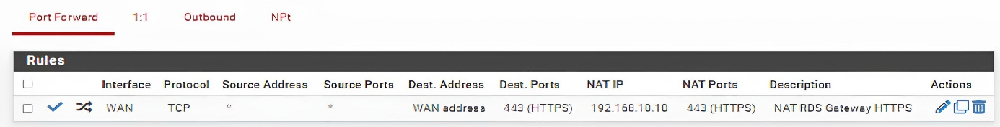 Port Forward 1:1 Outbound NPt
Rules
Interface Protocol Source Address Source Ports Dest. Address Dest. Ports NAT IP NAT Ports Description Actions
WAN TCP * * WAN address 443 (HTTPS) 192.168.10.10 443 (HTTPS) NAT RDS Gateway HTTPS